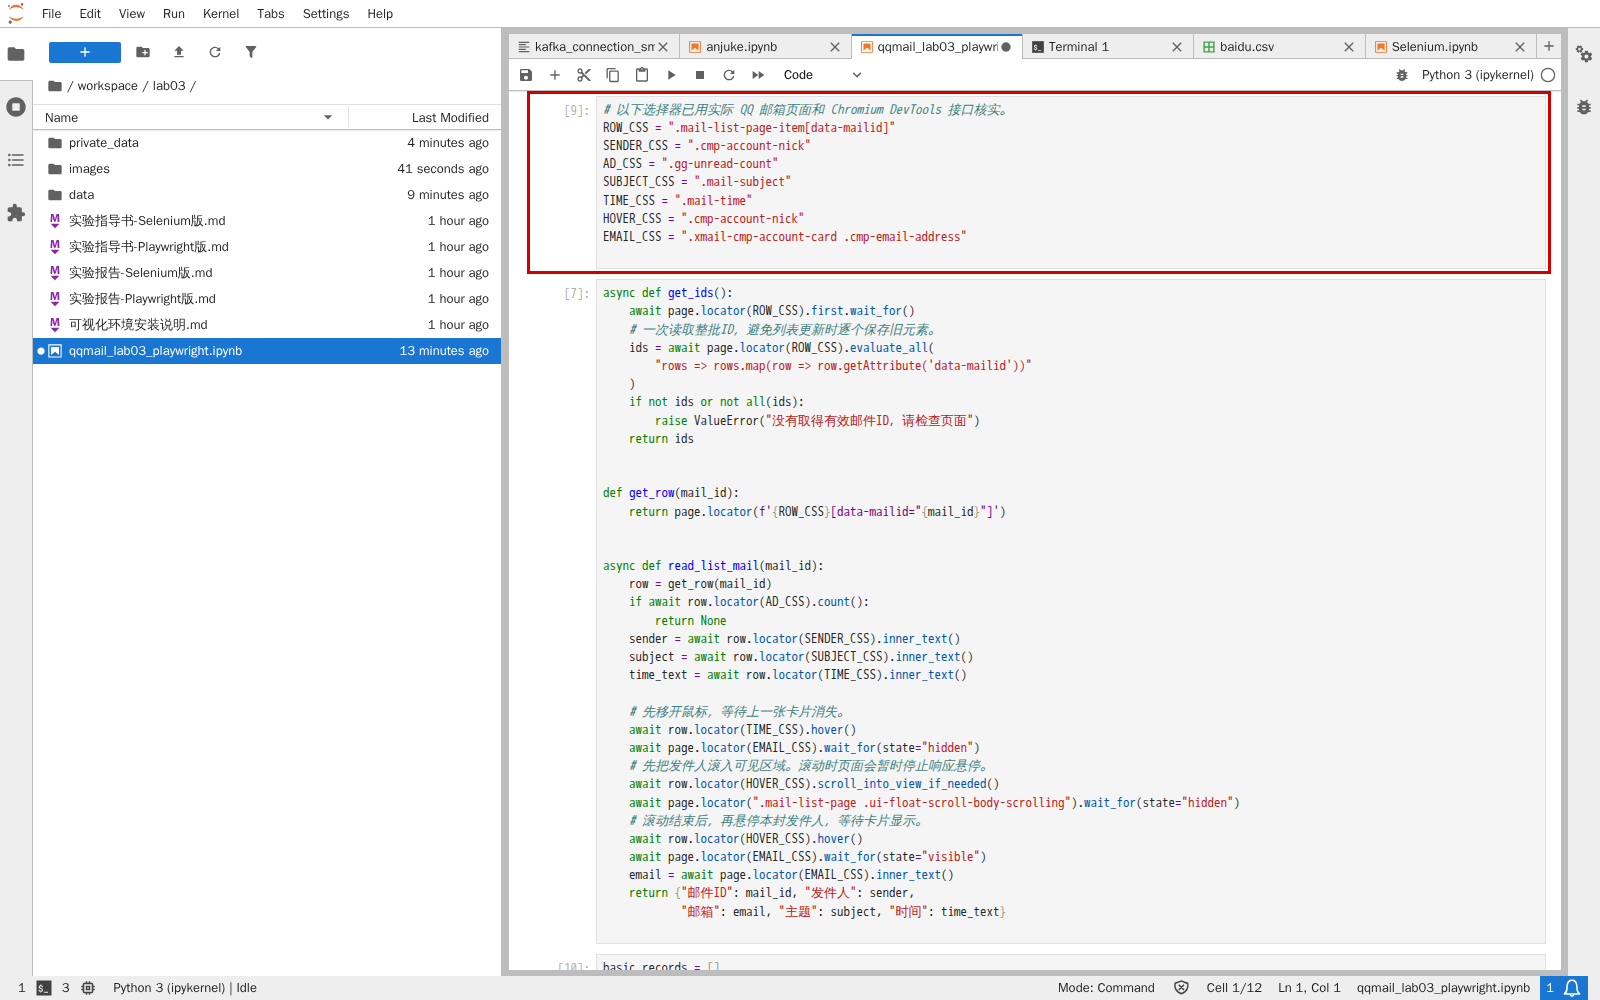 File Edit View Run Kernel Tabs Settings Help
+
/ workspace / lab03 /
Name Last Modified
private_data 4 minutes ago
images 41 seconds ago
data 9 minutes ago
实验指导书-Selenium版.md 1 hour ago
实验指导书-Playwright版.md 1 hour ago
实验报告-Selenium版.md 1 hour ago
实验报告-Playwright版.md 1 hour ago
可视化环境安装说明.md 1 hour ago
qqmail_lab03_playwright.ipynb 13 minutes ago
kafka_connection_sm anjuke.ipynb qqmail_lab03_playwri Terminal 1 baidu.csv Selenium.ipynb
Code Python 3 (ipykernel)
[9]:
# 以下选择器已用实际 QQ 邮箱页面和 Chromium DevTools 接口核实。
ROW_CSS = ".mail-list-page-item[data-mailid]"
SENDER_CSS = ".cmp-account-nick"
AD_CSS = ".gg-unread-count"
SUBJECT_CSS = ".mail-subject"
TIME_CSS = ".mail-time"
HOVER_CSS = ".cmp-account-nick"
EMAIL_CSS = ".xmail-cmp-account-card .cmp-email-address"
[7]:
async def get_ids():
    await page.locator(ROW_CSS).first.wait_for()
    # 一次读取整批ID, 避免列表更新时逐个保存旧元素。
    ids = await page.locator(ROW_CSS).evaluate_all(
        "rows => rows.map(row => row.getAttribute('data-mailid'))"
    )
    if not ids or not all(ids):
        raise ValueError("没有取得有效邮件ID, 请检查页面")
    return ids
def get_row(mail_id):
    return page.locator(f'{ROW_CSS}[data-mailid="{mail_id}"]')
async def read_list_mail(mail_id):
    row = get_row(mail_id)
    if await row.locator(AD_CSS).count():
        return None
    sender = await row.locator(SENDER_CSS).inner_text()
    subject = await row.locator(SUBJECT_CSS).inner_text()
    time_text = await row.locator(TIME_CSS).inner_text()
    # 先移开鼠标, 等待上一张卡片消失。
    await row.locator(TIME_CSS).hover()
    await page.locator(EMAIL_CSS).wait_for(state="hidden")
    # 先把发件人滚入可见区域。滚动时页面会暂时停止响应悬停。
    await row.locator(HOVER_CSS).scroll_into_view_if_needed()
    await page.locator(".mail-list-page .ui-float-scroll-body-scrolling").wait_for(state="hidden")
    # 滚动结束后, 再悬停本封发件人, 等待卡片显示。
    await row.locator(HOVER_CSS).hover()
    await page.locator(EMAIL_CSS).wait_for(state="visible")
    email = await page.locator(EMAIL_CSS).inner_text()
    return {"邮件ID": mail_id, "发件人": sender,
            "邮箱": email, "主题": subject, "时间": time_text}
[10]:
basic_records = []
1 3 Python 3 (ipykernel) | Idle Mode: Command Cell 1/12 Ln 1, Col 1 qqmail_lab03_playwright.ipynb 1